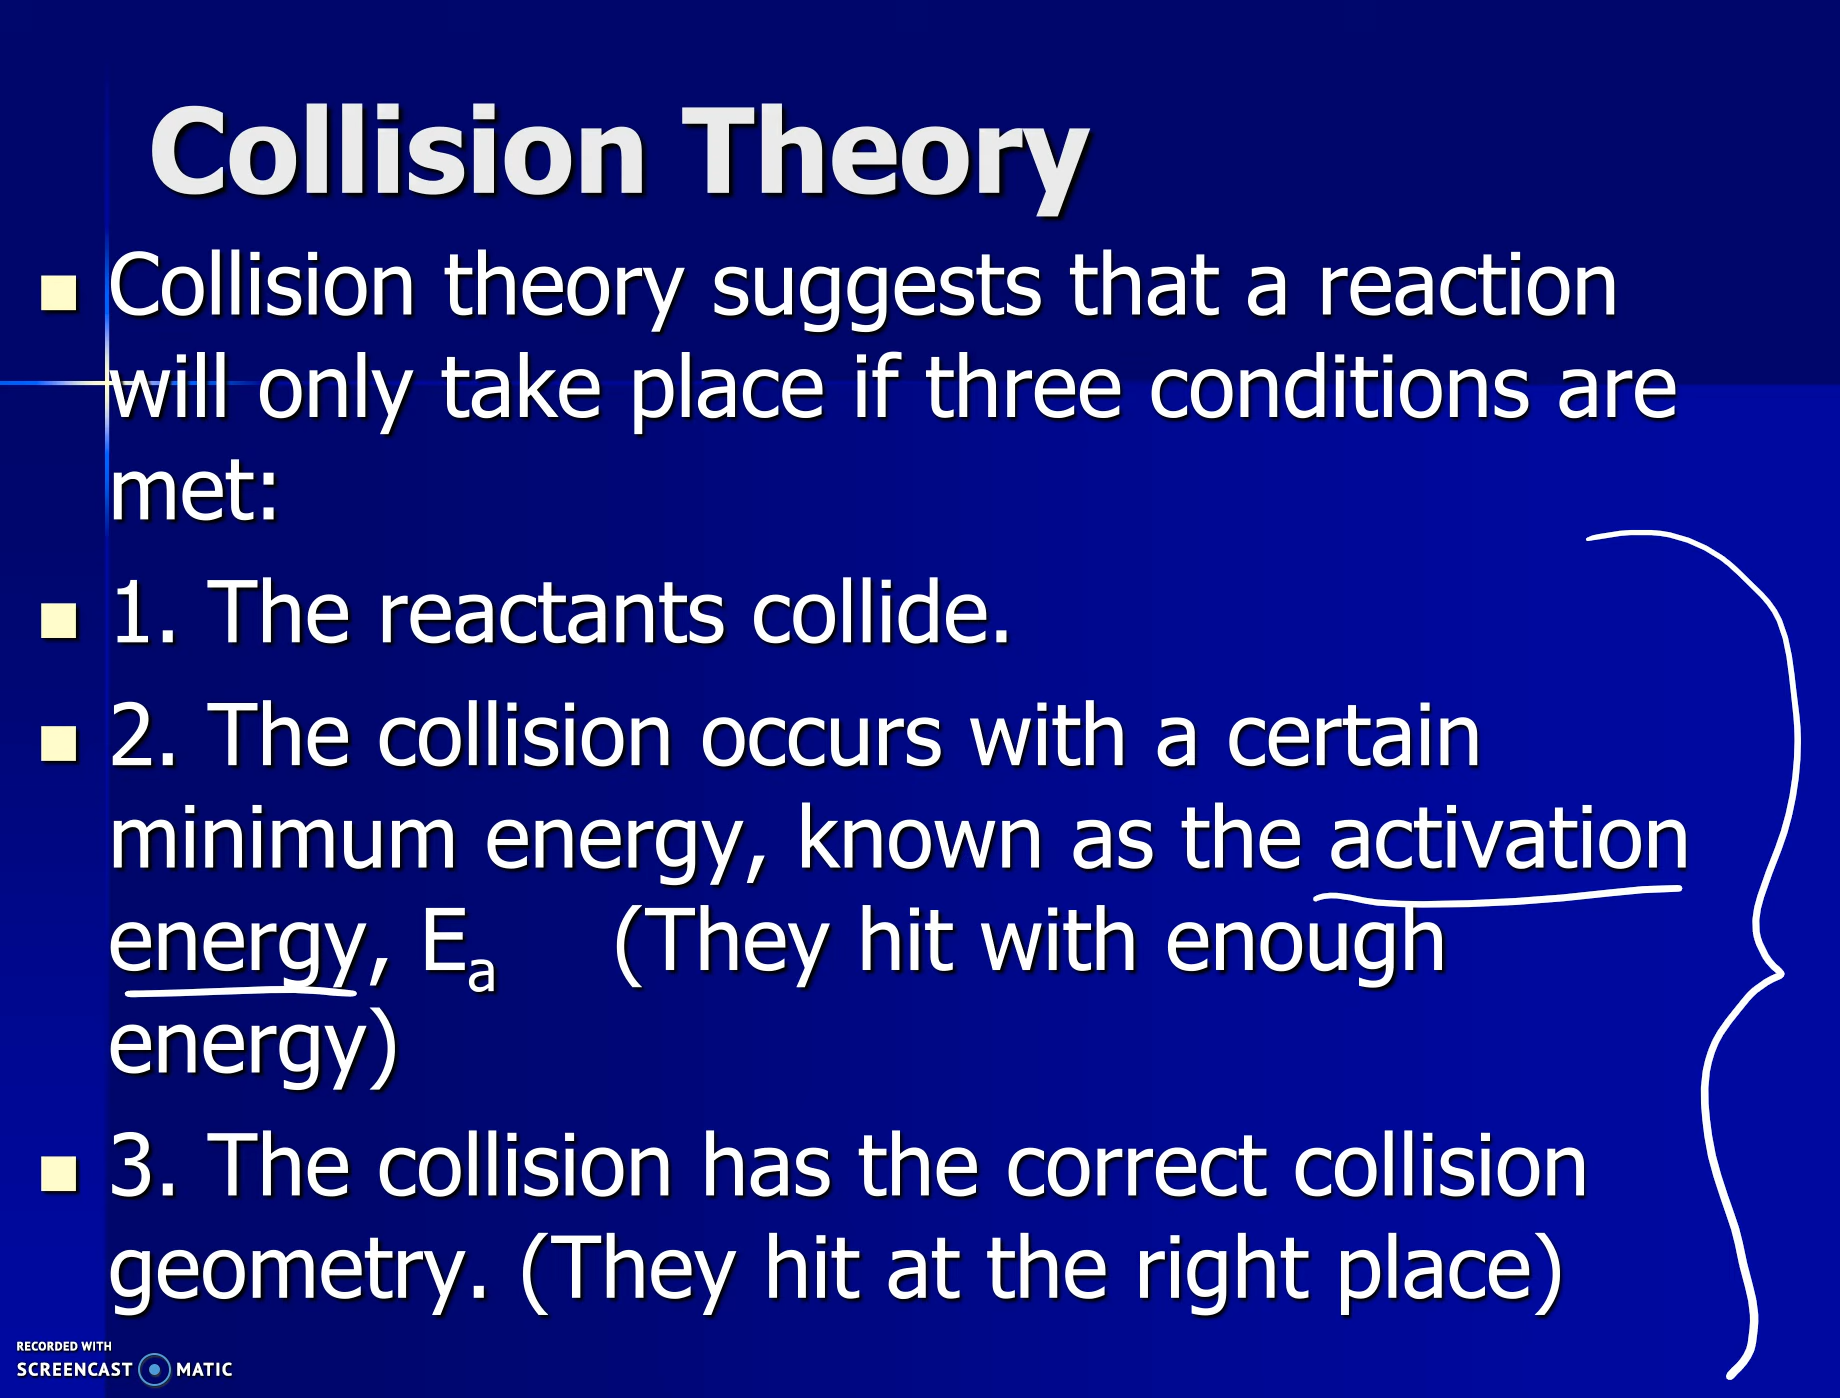 Collision Theory
Collision theory suggests that a reaction
will only take place if three conditions are
met:
1. The reactants collide.
2. The collision occurs with a certain
minimum energy, known as the activation
energy, Ea (They hit with enough
energy)
3. The collision has the correct collision
geometry. (They hit at the right place)
RECORDED WITH
SCREENCAST MATIC